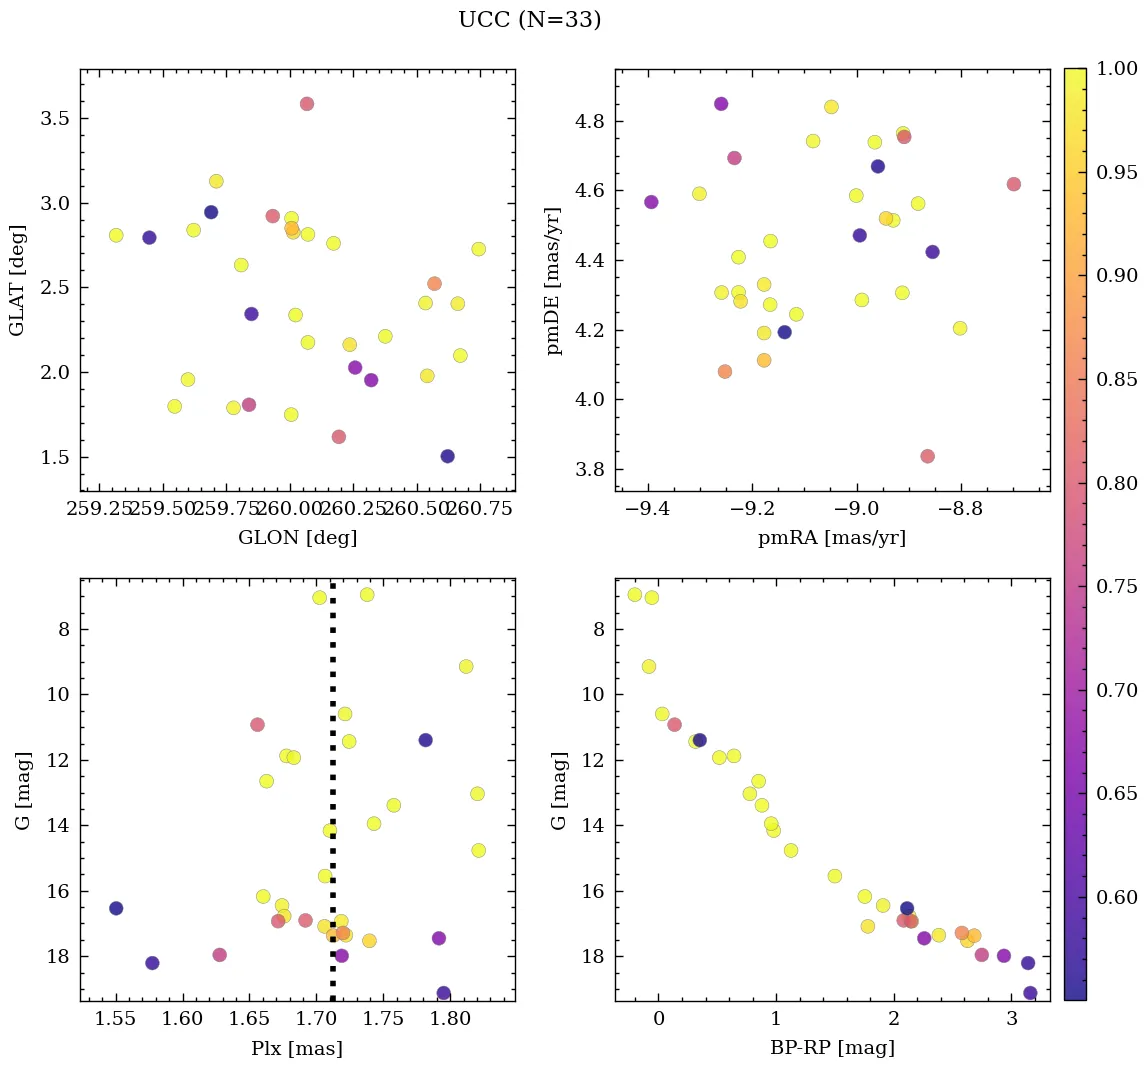 UCC (N=33)
3.5
3.0
2.5
2.0
1.5
GLAT [deg]
259.25 259.50 259.75 260.00 260.25 260.50 260.75
GLON [deg]
4.8
4.6
4.4
4.2
4.0
3.8
pmDE [mas/yr]
−9.4 −9.2 −9.0 −8.8
pmRA [mas/yr]
8
10
12
14
16
18
G [mag]
1.55 1.60 1.65 1.70 1.75 1.80
Plx [mas]
8
10
12
14
16
18
G [mag]
0 1 2 3
BP-RP [mag]
1.00
0.95
0.90
0.85
0.80
0.75
0.70
0.65
0.60